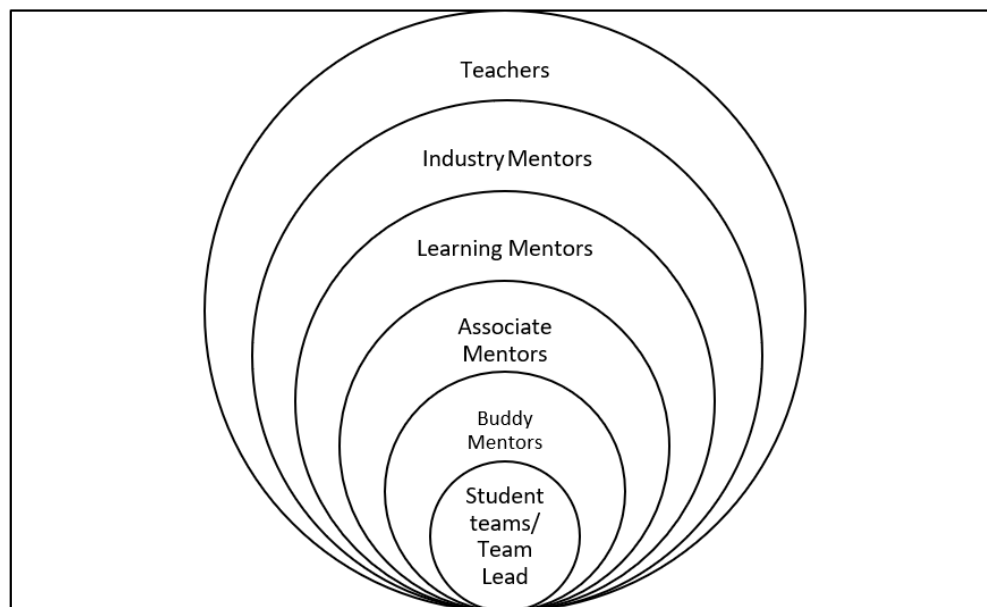 Teachers
Industry Mentors
Learning Mentors
Associate
Mentors
Buddy
Mentors
Student
teams/
Team
Lead